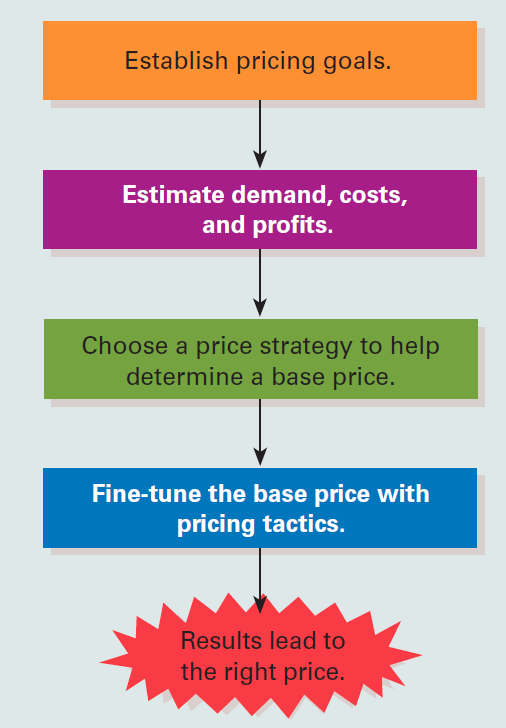 Establish pricing goals.
Estimate demand, costs,
and profits.
Choose a price strategy to help
determine a base price.
Fine-tune the base price with
pricing tactics.
Results lead to
the right price.